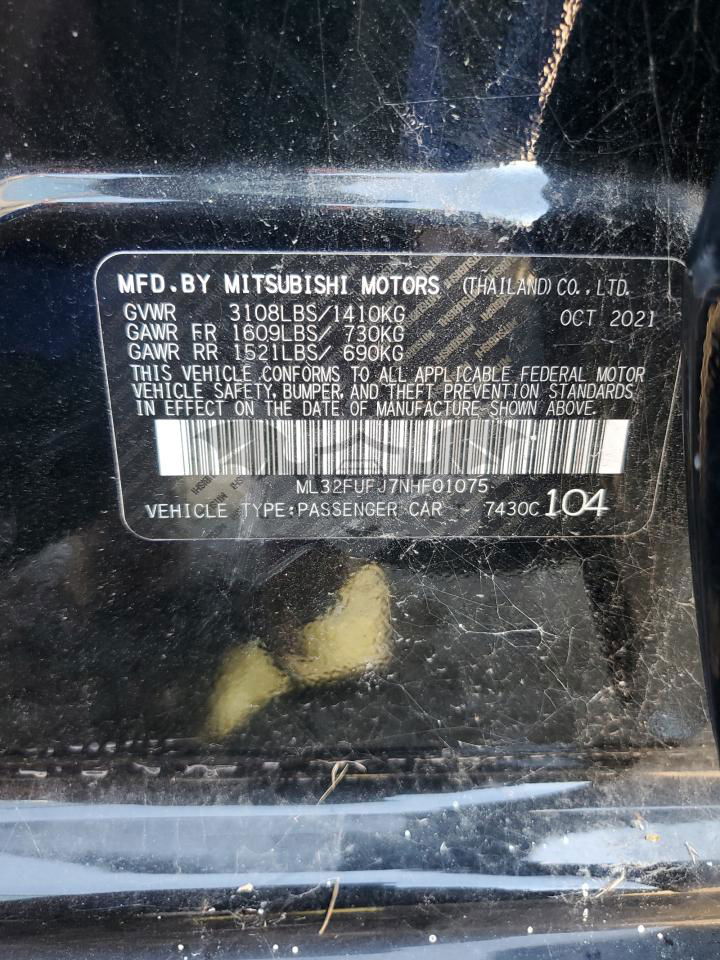 MFD.BY MITSUBISHI MOTORS (THAILAND) CO., LTD.
GVWR 3108LBS/1410KG OCT 2021
GAWR FR 1609LBS/ 730KG
GAWR RR 1521LBS/ 690KG
THIS VEHICLE CONFORMS TO ALL APPLICABLE FEDERAL MOTOR
VEHICLE SAFETY, BUMPER, AND THEFT PREVENTION STANDARDS
IN EFFECT ON THE DATE OF MANUFACTURE SHOWN ABOVE.
ML32FUFJ7NHF01075
VEHICLE TYPE:PASSENGER CAR 7430C 104